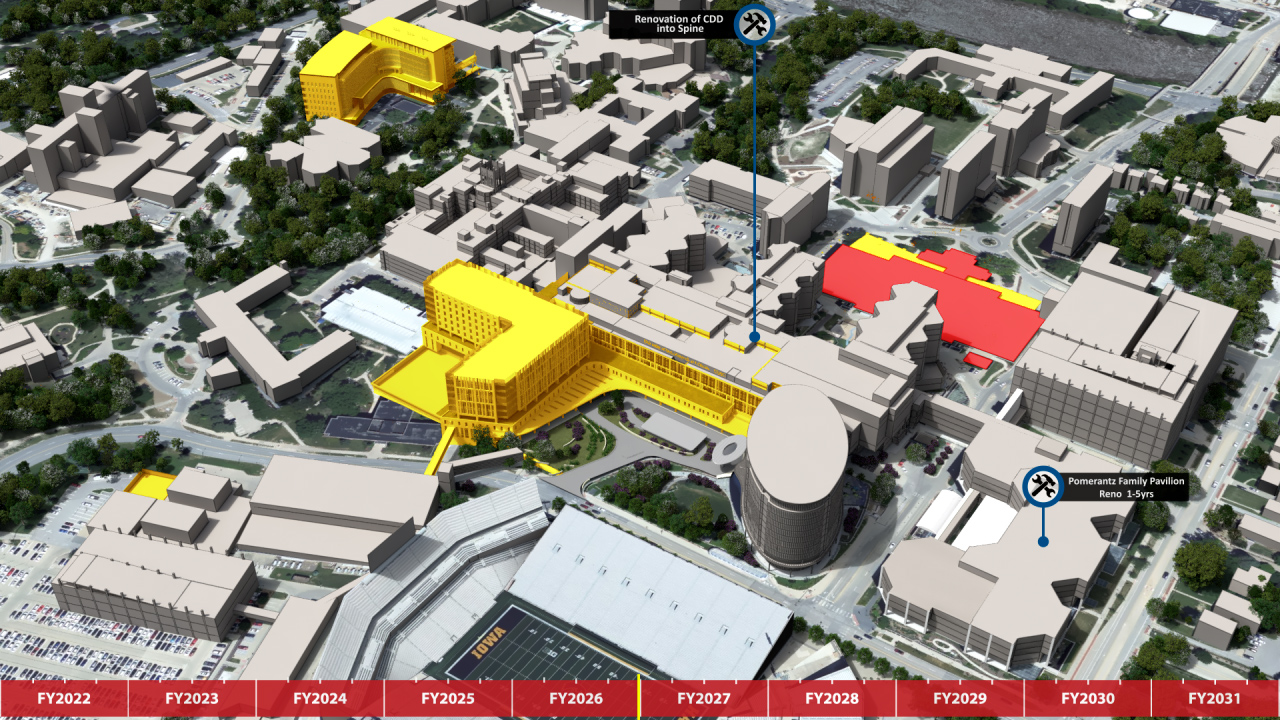 Renovation of CDD
into Spine
Pomerantz Family Pavilion
Reno 1-5yrs
IOWA
FY2022
FY2023
FY2024
FY2025
FY2026
FY2027
FY2028
FY2029
FY2030
FY2031